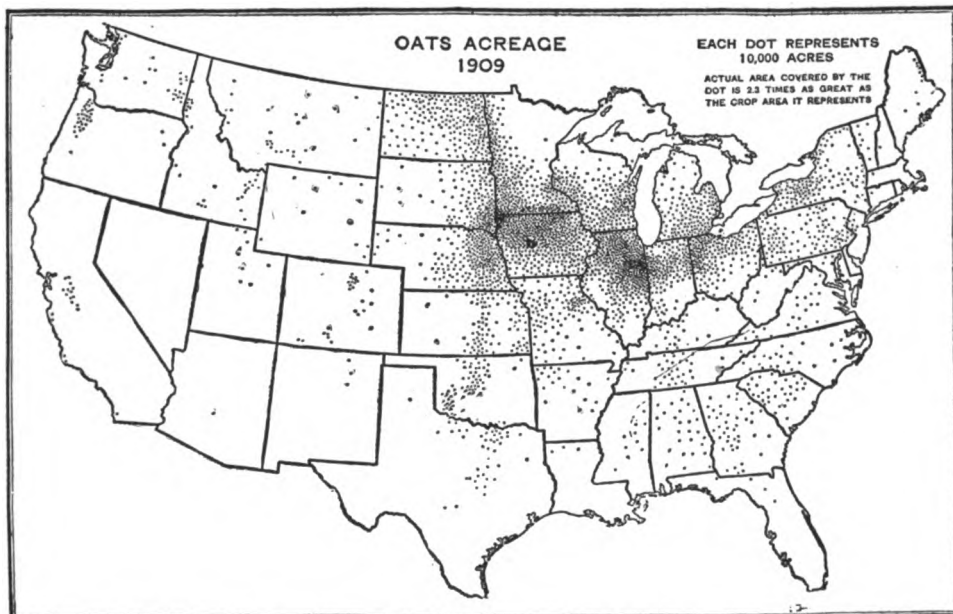 OATS ACREAGE
1909
EACH DOT REPRESENTS
10,000 ACRES
ACTUAL AREA COVERED BY THE
DOT IS 2.3 TIMES AS GREAT AS
THE CROP AREA IT REPRESENTS